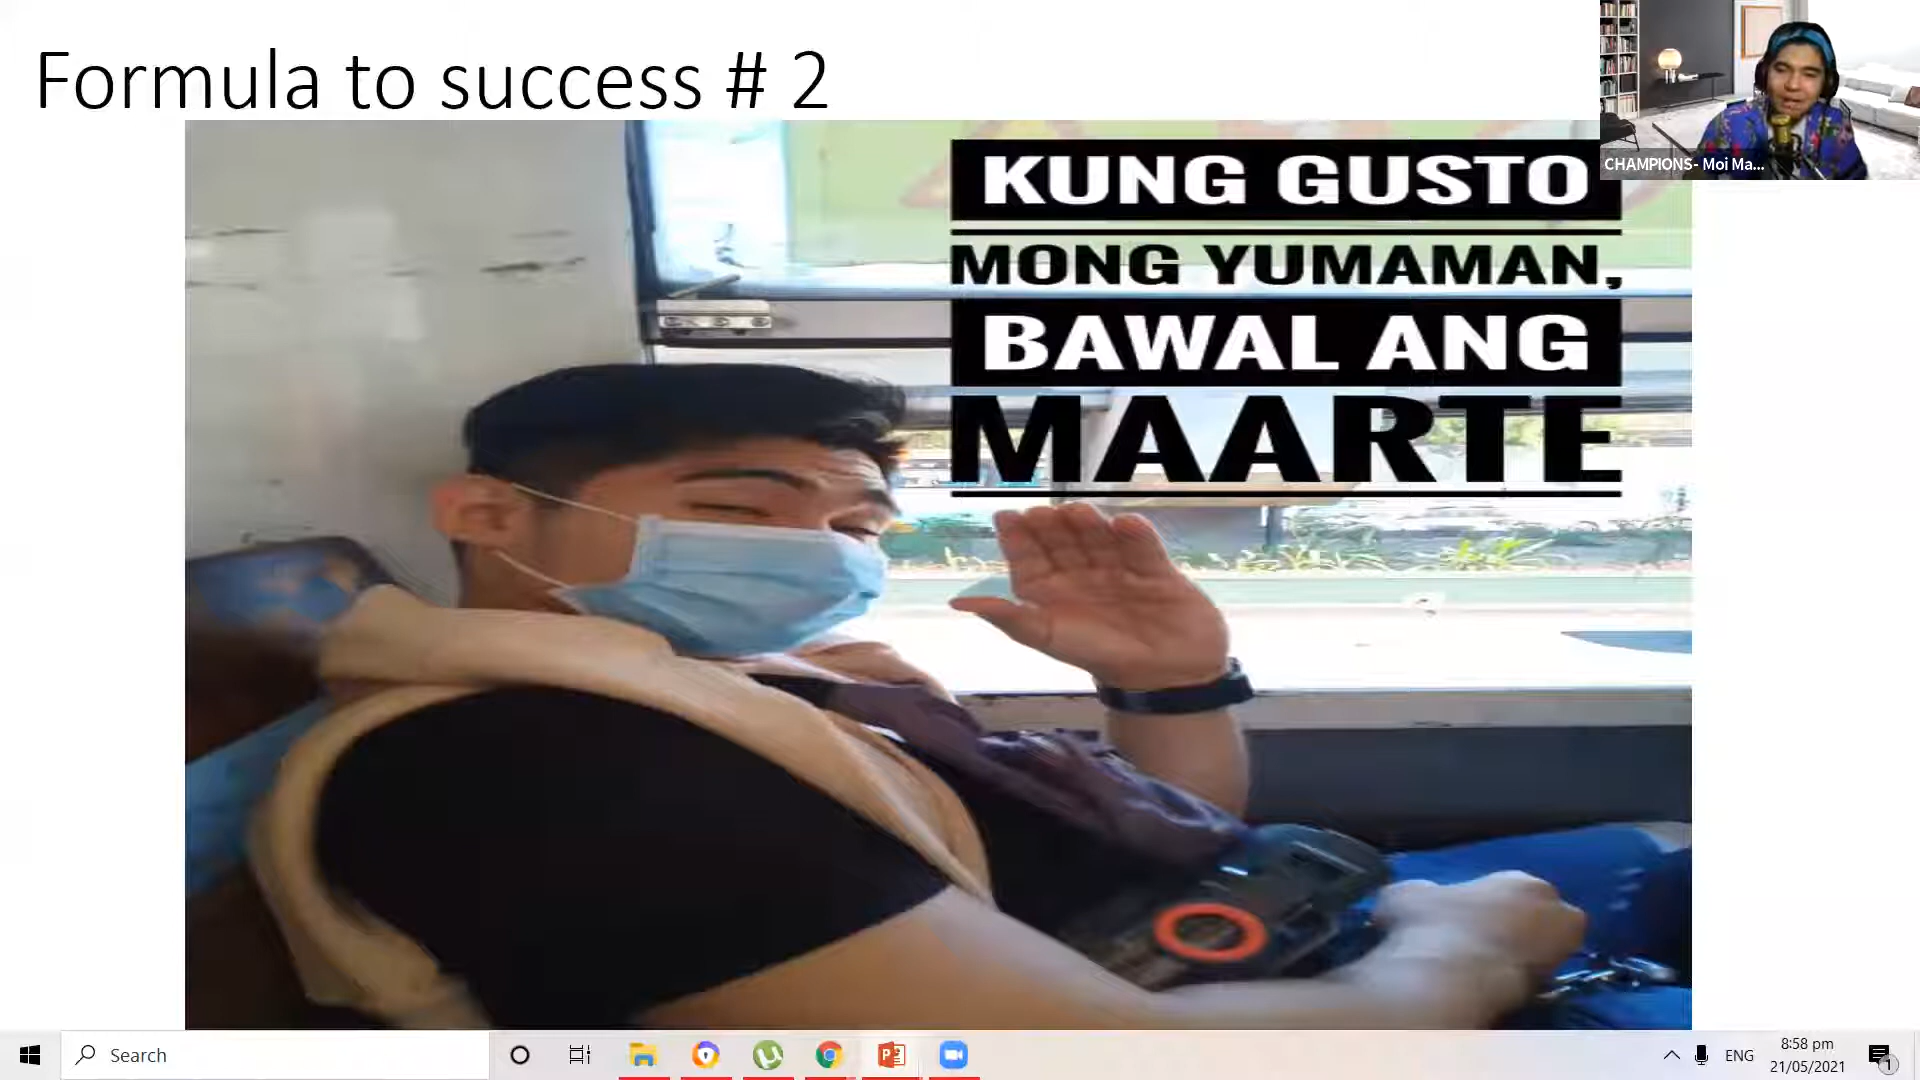 Formula to success # 2
KUNG GUSTO
MONG YUMAMAN,
BAWAL ANG
MAARTE
CHAMPIONS- Moi Ma...
Search
ENG
8:58 pm
21/05/2021
1